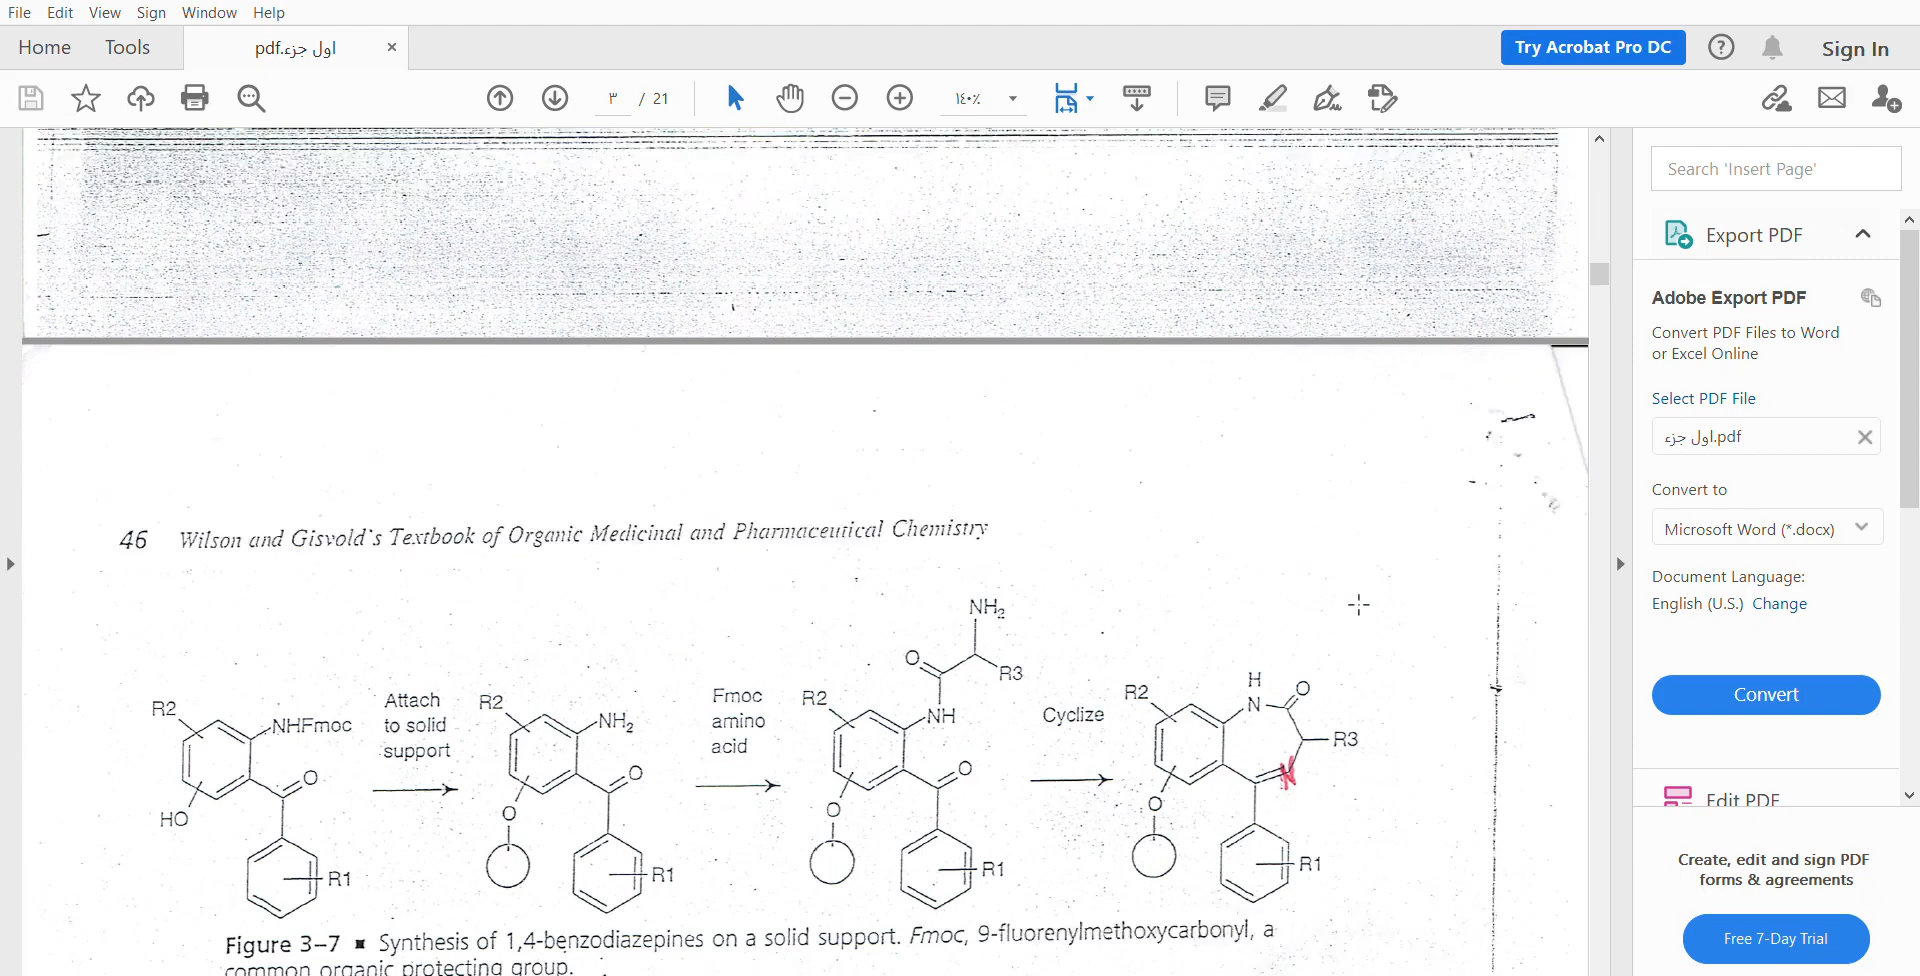 File Edit View Sign Window Help
Home Tools اول جزء.pdf × Try Acrobat Pro DC ? Sign In
٣ / 21 ١٤٠٪
Search 'Insert Page'
Export PDF
Adobe Export PDF
Convert PDF Files to Word
or Excel Online
Select PDF File
اول جزء.pdf
Convert to
Microsoft Word (*.docx)
Document Language:
English (U.S.) Change
Convert
Edit PDF
Create, edit and sign PDF
forms & agreements
Free 7-Day Trial
46 Wilson and Gisvold's Textbook of Organic Medicinal and Pharmaceutical Chemistry
R2
NHFmoc
O
HO
R1
Attach
to solid
support
R2
NH2
O
O
R1
Fmoc
amino
acid
NH2
O
R3
R2
NH
O
O
R1
Cyclize
H
N
O
R2
R3
N
O
R1
Figure 3–7 ■ Synthesis of 1,4-benzodiazepines on a solid support. Fmoc, 9-fluorenylmethoxycarbonyl, a
common organic protecting group.